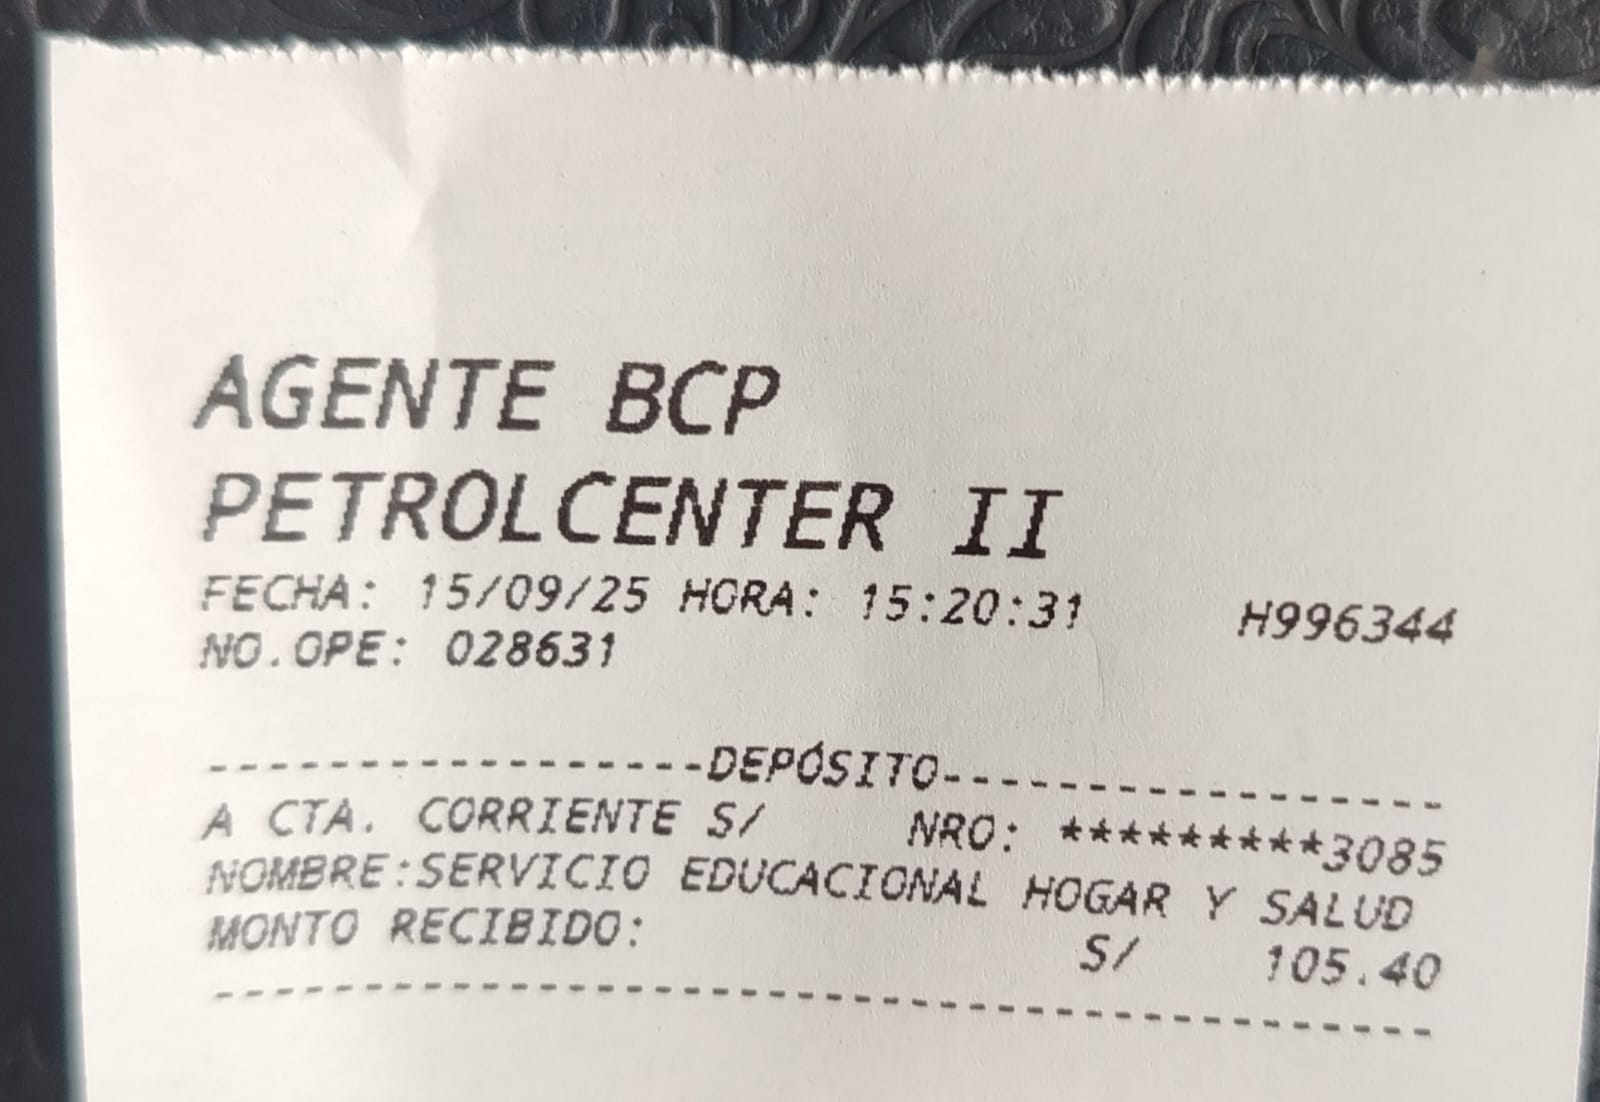 AGENTE BCP
PETROLCENTER II
FECHA: 15/09/25 HORA: 15:20:31 H996344
NO.OPE: 028631
-----------------DEPÓSITO-----------------
A CTA. CORRIENTE S/ NRO: *********3085
NOMBRE:SERVICIO EDUCACIONAL HOGAR Y SALUD
MONTO RECIBIDO: S/ 105.40